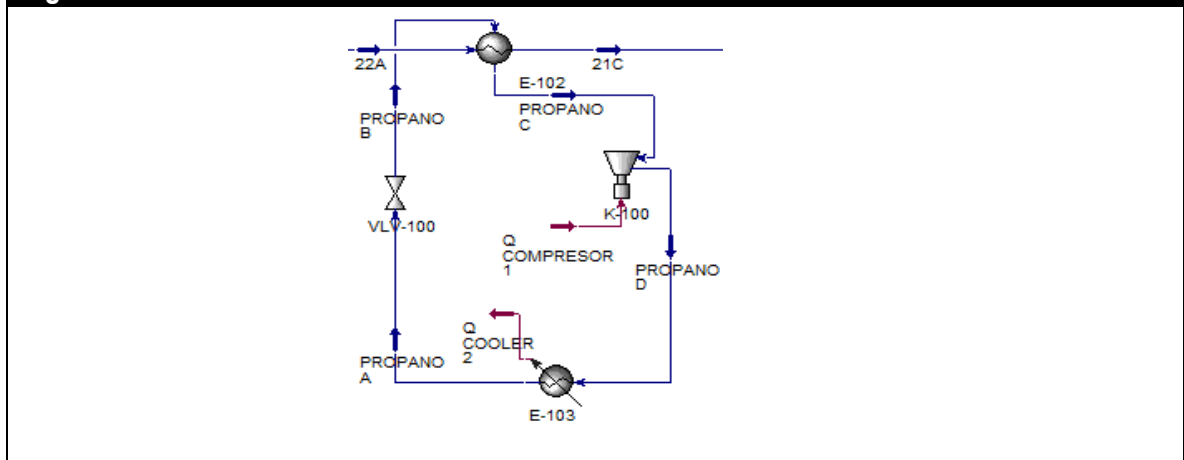 22A
21C
E-102
PROPANO
C
PROPANO
B
VLV-100
K-100
Q
COMPRESOR
1
PROPANO
D
Q
COOLER
2
PROPANO
A
E-103